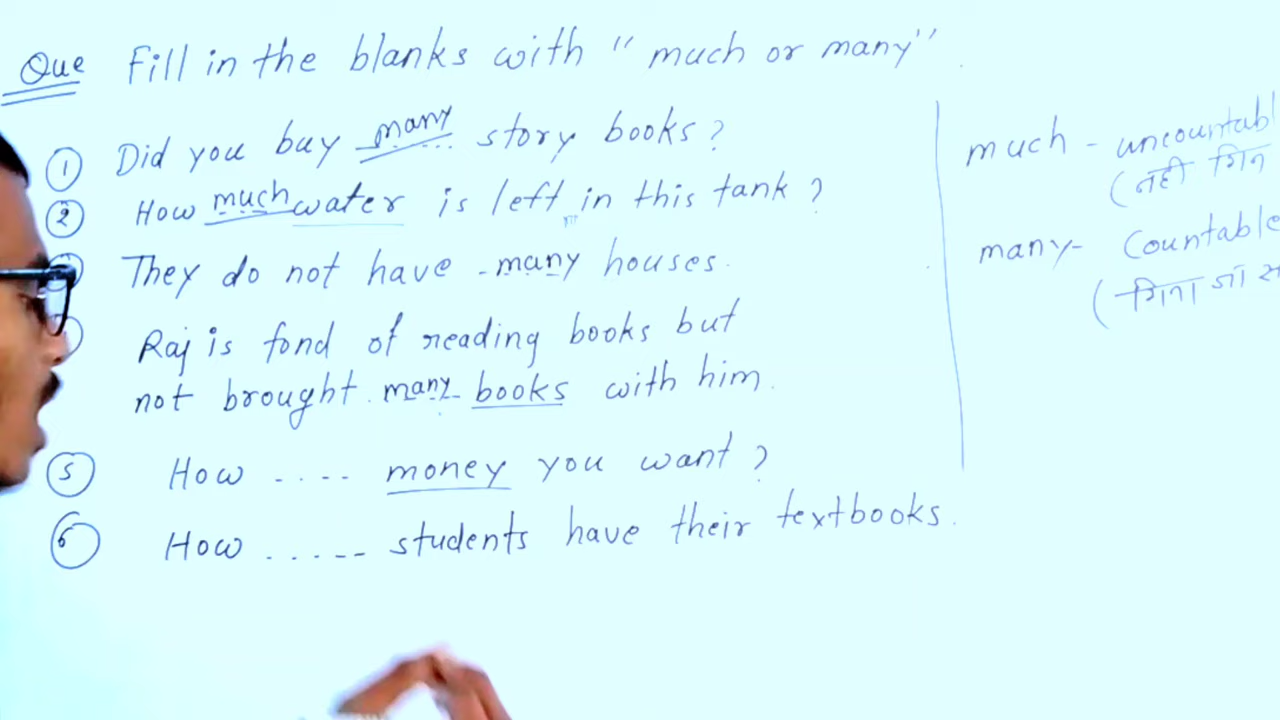 Que Fill in the blanks with "much or many".
1 Did you buy many story books?
2 How much water is left in this tank?
They do not have many houses.
Raj is fond of reading books but
not brought many books with him.
5 How .... money you want?
6 How ..... students have their textbooks.
much - uncountabl
(नही गिन
many - Countable
(गिना जा स